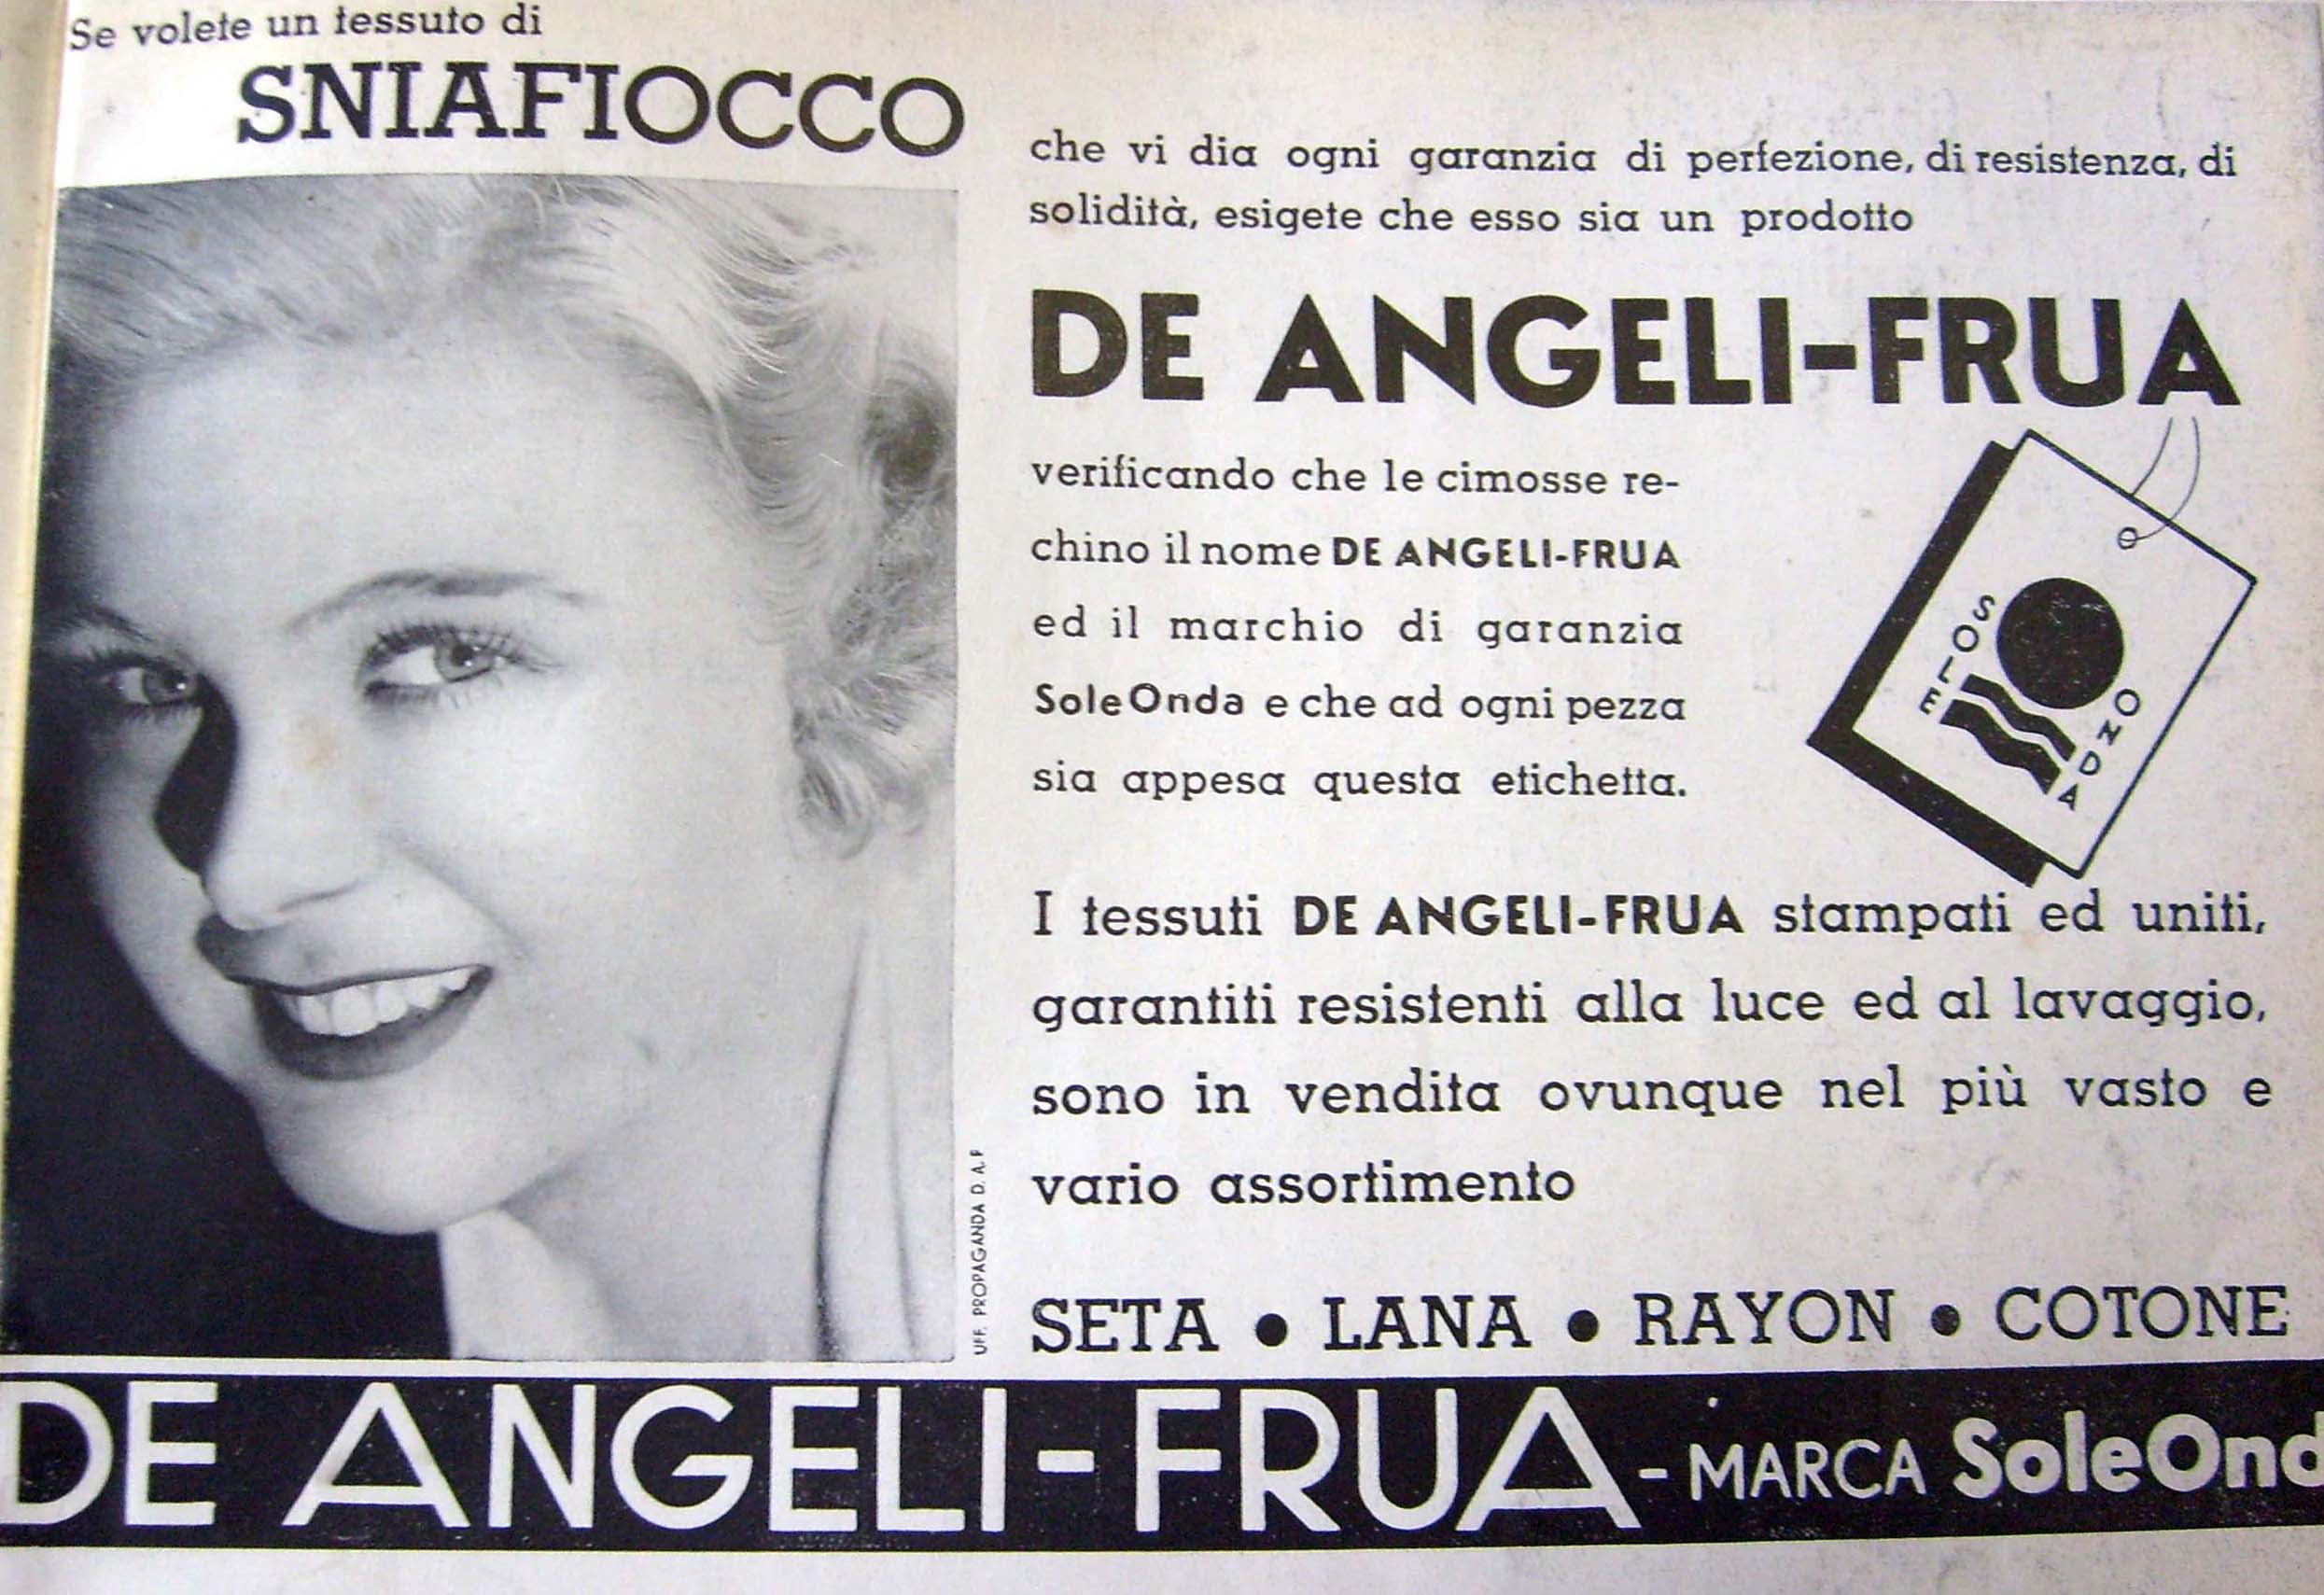 Se volete un tessuto di
SNIAFIOCCO
che vi dia ogni garanzia di perfezione, di resistenza, di
solidità, esigete che esso sia un prodotto
DE ANGELI-FRUA
verificando che le cimosse re-
chino il nome DE ANGELI-FRUA
ed il marchio di garanzia
SoleOnda e che ad ogni pezza
sia appesa questa etichetta.
SOLE
ONDA
I tessuti DE ANGELI-FRUA stampati ed uniti,
garantiti resistenti alla luce ed al lavaggio,
sono in vendita ovunque nel più vasto e
vario assortimento
UFF. PROPAGANDA D. A. F
SETA • LANA • RAYON • COTONE
DE ANGELI-FRUA - MARCA SoleOnd